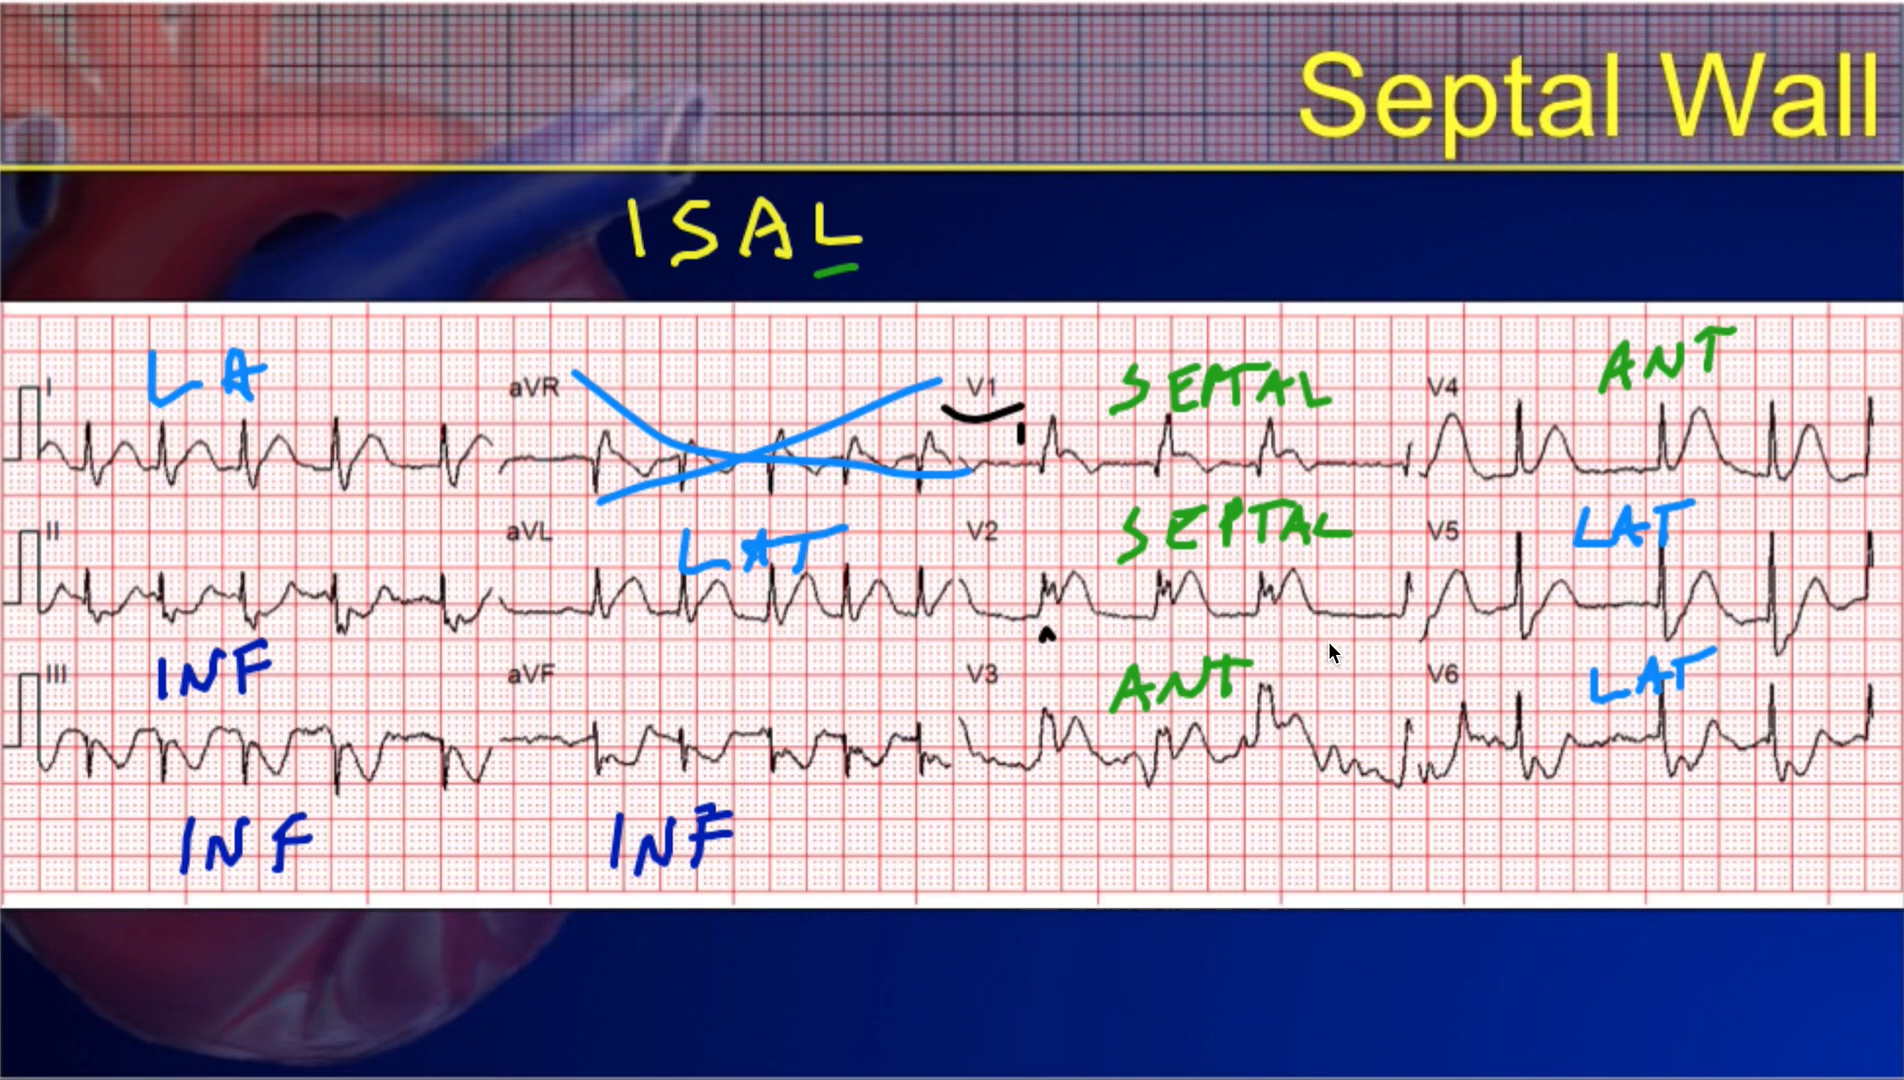 Septal Wall
ISAL
I LA aVR V1 SEPTAL V4 ANT
II aVL LAT V2 SEPTAL V5 LAT
III INF aVF V3 ANT V6 LAT
INF INF